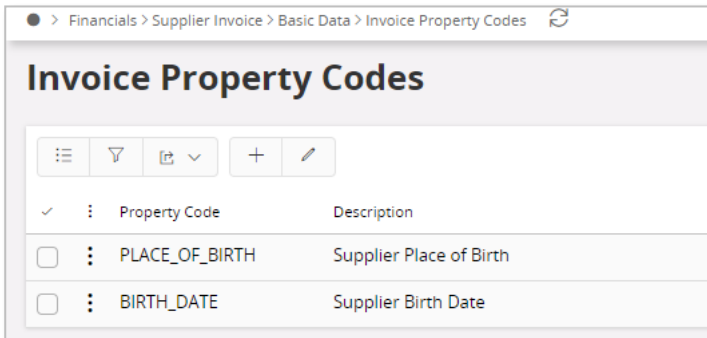 > Financials > Supplier Invoice > Basic Data > Invoice Property Codes
Invoice Property Codes
Property Code Description
PLACE_OF_BIRTH Supplier Place of Birth
BIRTH_DATE Supplier Birth Date